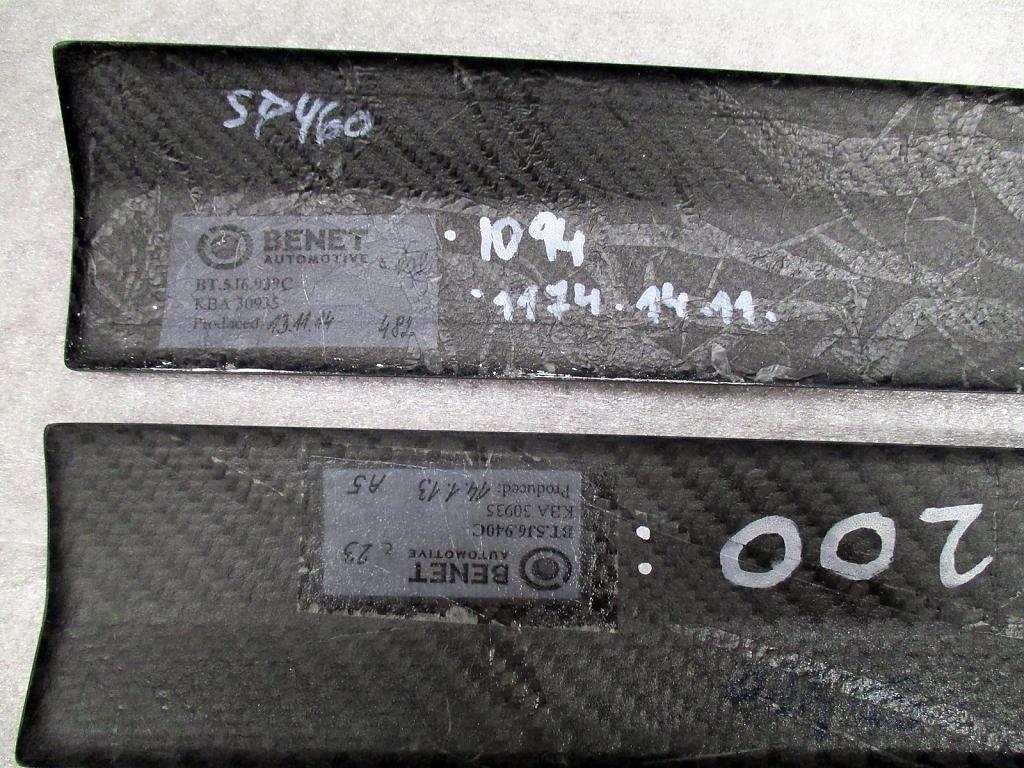 SP460
BENET
AUTOMOTIVE
BT.5J6.939C
KBA 30935
Produced: 13.11.14 481
1094
1174.14.11.
BENET
AUTOMOTIVE č 23
BT.5J6.940C
KBA 30935
Produced: 14.1.13 A5
200